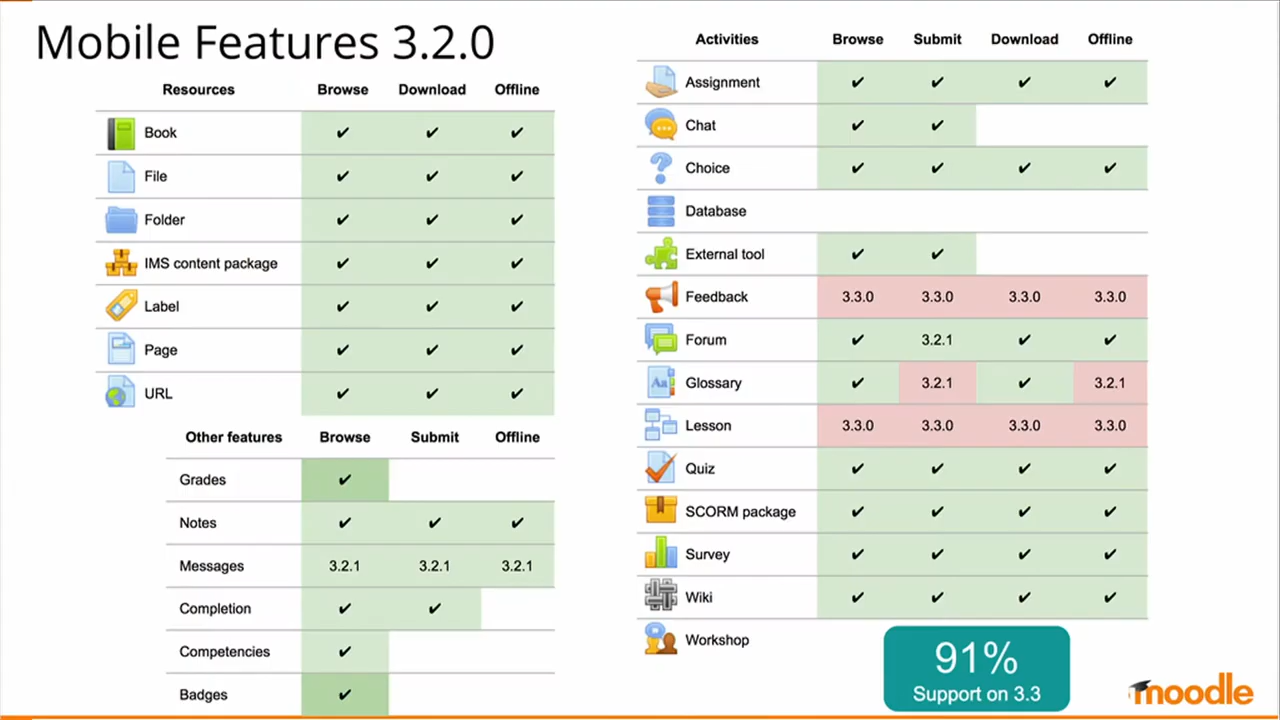 Mobile Features 3.2.0
Resources Browse Download Offline
Book ✔ ✔ ✔
File ✔ ✔ ✔
Folder ✔ ✔ ✔
IMS content package ✔ ✔ ✔
Label ✔ ✔ ✔
Page ✔ ✔ ✔
URL ✔ ✔ ✔
Other features Browse Submit Offline
Grades ✔
Notes ✔ ✔ ✔
Messages 3.2.1 3.2.1 3.2.1
Completion ✔ ✔
Competencies ✔
Badges ✔
Activities Browse Submit Download Offline
Assignment ✔ ✔ ✔ ✔
Chat ✔ ✔
Choice ✔ ✔ ✔ ✔
Database
External tool ✔ ✔
Feedback 3.3.0 3.3.0 3.3.0 3.3.0
Forum ✔ 3.2.1 ✔ ✔
Aa Glossary ✔ 3.2.1 ✔ 3.2.1
Lesson 3.3.0 3.3.0 3.3.0 3.3.0
Quiz ✔ ✔ ✔ ✔
SCORM package ✔ ✔ ✔ ✔
Survey ✔ ✔ ✔ ✔
Wiki ✔ ✔ ✔ ✔
Workshop
91%
Support on 3.3
moodle